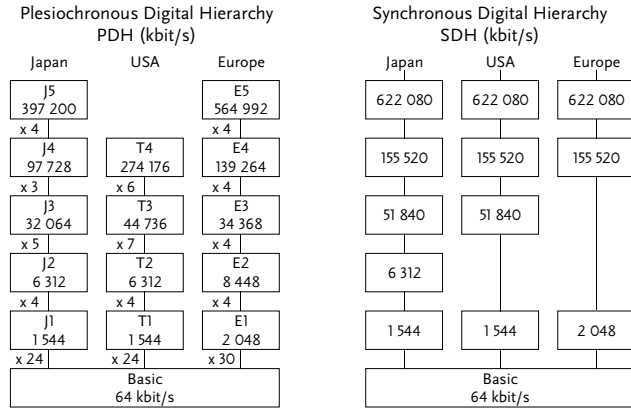 Plesiochronous Digital Hierarchy
PDH (kbit/s)
Japan USA Europe
J5 E5
397 200 564 992
x 4 x 4
J4 T4 E4
97 728 274 176 139 264
x 3 x 6 x 4
J3 T3 E3
32 064 44 736 34 368
x 5 x 7 x 4
J2 T2 E2
6 312 6 312 8 448
x 4 x 4 x 4
J1 T1 E1
1 544 1 544 2 048
x 24 x 24 x 30
Basic
64 kbit/s
Synchronous Digital Hierarchy
SDH (kbit/s)
Japan USA Europe
622 080 622 080 622 080
155 520 155 520 155 520
51 840 51 840
6 312
1 544 1 544 2 048
Basic
64 kbit/s